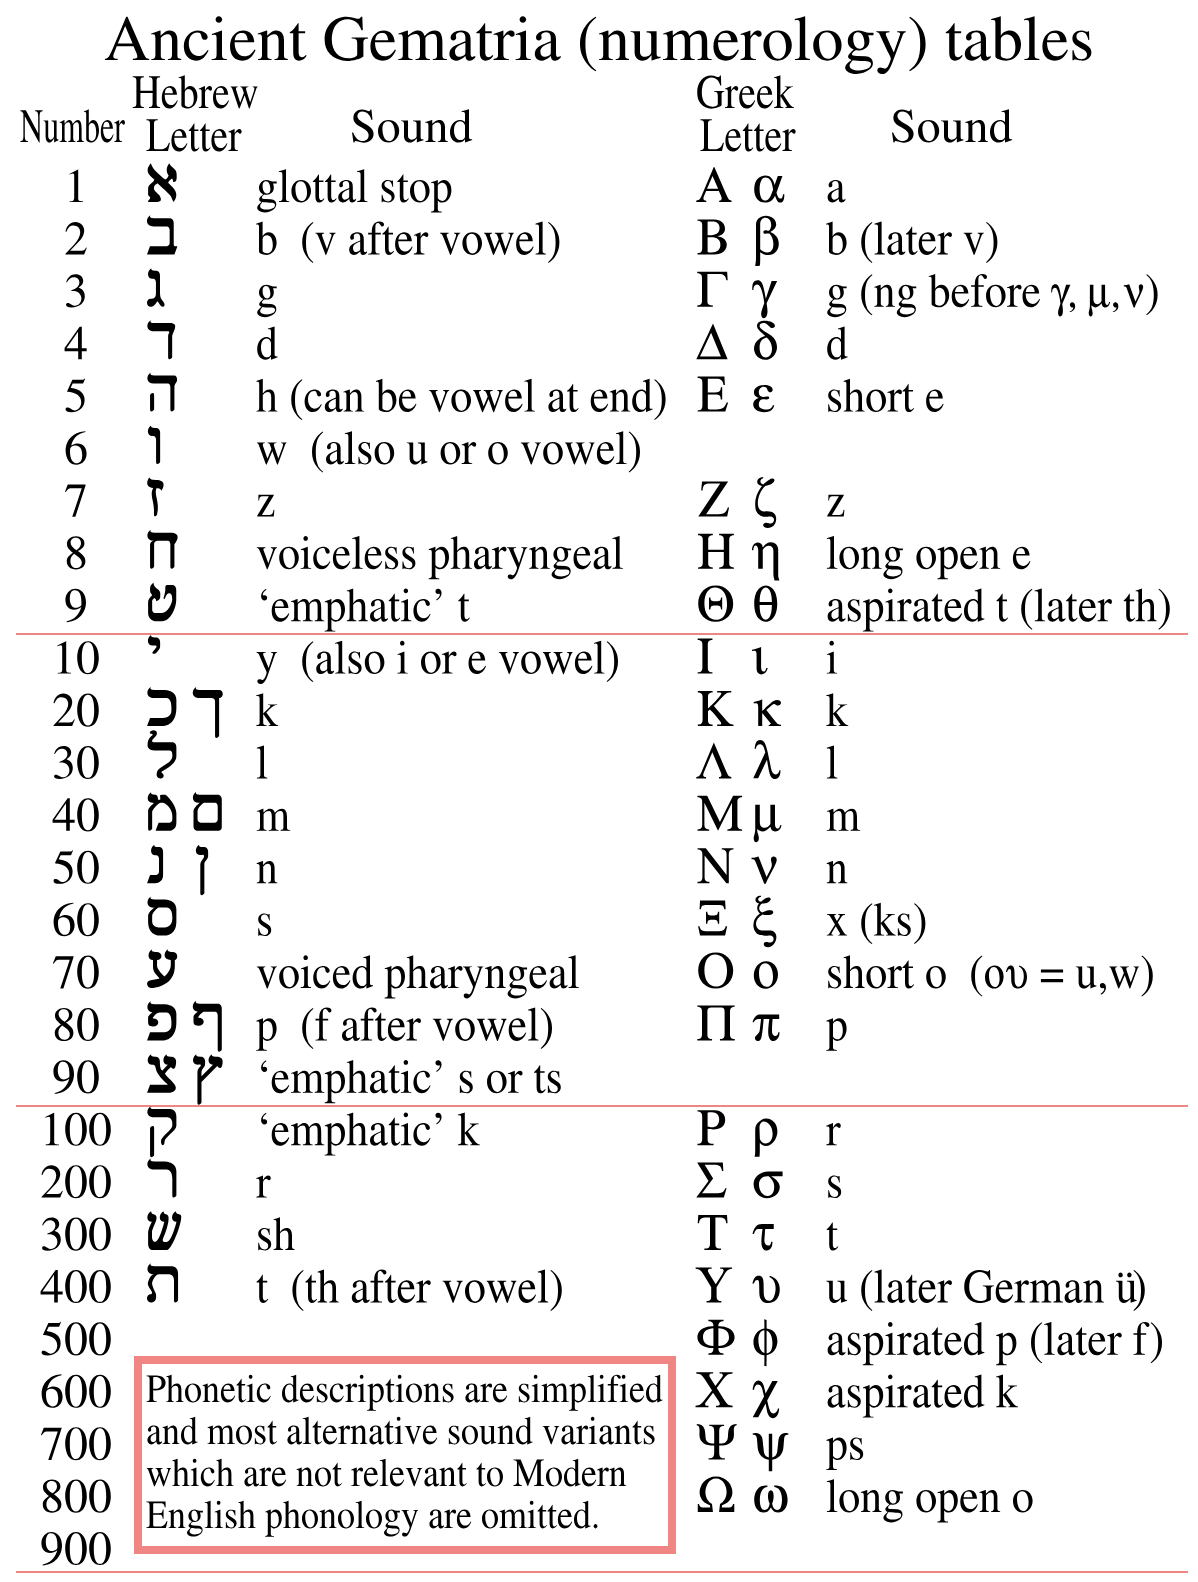 Ancient Gematria (numerology) tables
Number Hebrew Letter Sound Greek Letter Sound
1 א glottal stop Α α a
2 ב b (v after vowel) Β β b (later v)
3 ג g Γ γ g (ng before γ, μ,ν)
4 ד d Δ δ d
5 ה h (can be vowel at end) Ε ε short e
6 ו w (also u or o vowel)
7 ז z Ζ ζ z
8 ח voiceless pharyngeal Η η long open e
9 ט ‘emphatic’ t Θ θ aspirated t (later th)
10 י y (also i or e vowel) Ι ι i
20 כ ך k Κ κ k
30 ל l Λ λ l
40 מ ם m Μ μ m
50 נ ן n Ν ν n
60 ס s Ξ ξ x (ks)
70 ע voiced pharyngeal Ο ο short o (ου = u,w)
80 פ ף p (f after vowel) Π π p
90 צ ץ ‘emphatic’ s or ts
100 ק ‘emphatic’ k Ρ ρ r
200 ר r Σ σ s
300 ש sh Τ τ t
400 ת t (th after vowel) Υ υ u (later German ü)
500 Φ ϕ aspirated p (later f)
600 Χ χ aspirated k
700 Ψ ψ ps
800 Ω ω long open o
900
Phonetic descriptions are simplified
and most alternative sound variants
which are not relevant to Modern
English phonology are omitted.